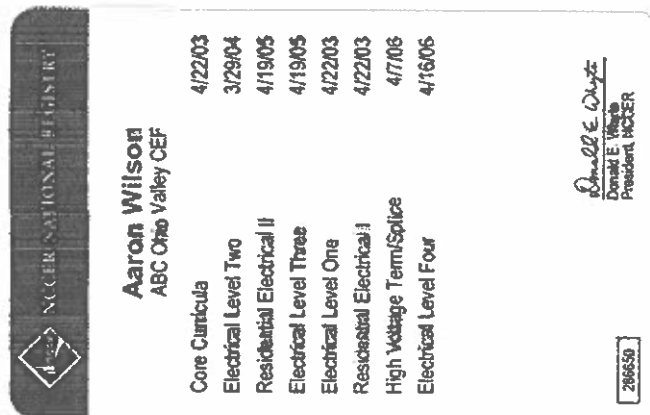 NCCER NATIONAL REGISTRY
Aaron Wilson
ABC Ohio Valley CEF
Core Curricula 4/22/03
Electrical Level Two 3/29/04
Residential Electrical II 4/19/05
Electrical Level Three 4/19/05
Electrical Level One 4/22/03
Residential Electrical I 4/22/03
High Voltage Term/Splice 4/7/06
Electrical Level Four 4/16/06
Donald E. Whyte
Donald E. Whyte
President, NCCER
286650